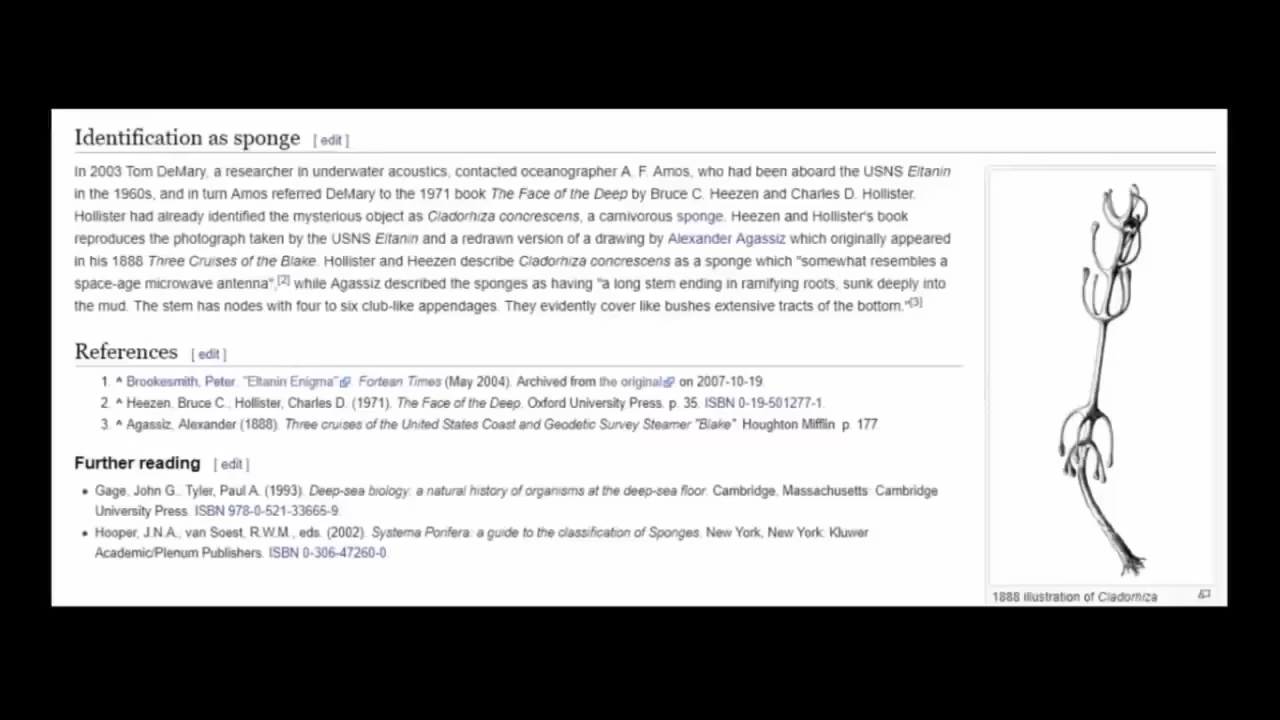 Identification as sponge [ edit ]
In 2003 Tom DeMary, a researcher in underwater acoustics, contacted oceanographer A. F. Amos, who had been aboard the USNS Eltanin
in the 1960s, and in turn Amos referred DeMary to the 1971 book The Face of the Deep by Bruce C. Heezen and Charles D. Hollister.
Hollister had already identified the mysterious object as Cladorhiza concrescens, a carnivorous sponge. Heezen and Hollister's book
reproduces the photograph taken by the USNS Eltanin and a redrawn version of a drawing by Alexander Agassiz which originally appeared
in his 1888 Three Cruises of the Blake. Hollister and Heezen describe Cladorhiza concrescens as a sponge which "somewhat resembles a
space-age microwave antenna",[2] while Agassiz described the sponges as having "a long stem ending in ramifying roots, sunk deeply into
the mud. The stem has nodes with four to six club-like appendages. They evidently cover like bushes extensive tracts of the bottom."[3]
References [ edit ]
1. ^ Brookesmith, Peter. "Eltanin Enigma". Fortean Times (May 2004). Archived from the original on 2007-10-19.
2. ^ Heezen, Bruce C., Hollister, Charles D. (1971). The Face of the Deep. Oxford University Press. p. 35. ISBN 0-19-501277-1.
3. ^ Agassiz, Alexander (1888). Three cruises of the United States Coast and Geodetic Survey Steamer "Blake". Houghton Mifflin. p. 177.
Further reading [ edit ]
• Gage, John G., Tyler, Paul A. (1993). Deep-sea biology: a natural history of organisms at the deep-sea floor. Cambridge, Massachusetts: Cambridge
University Press. ISBN 978-0-521-33665-9.
• Hooper, J.N.A., van Soest, R.W.M., eds. (2002). Systema Porifera: a guide to the classification of Sponges. New York, New York: Kluwer
Academic/Plenum Publishers. ISBN 0-306-47260-0.
1888 illustration of Cladorhiza